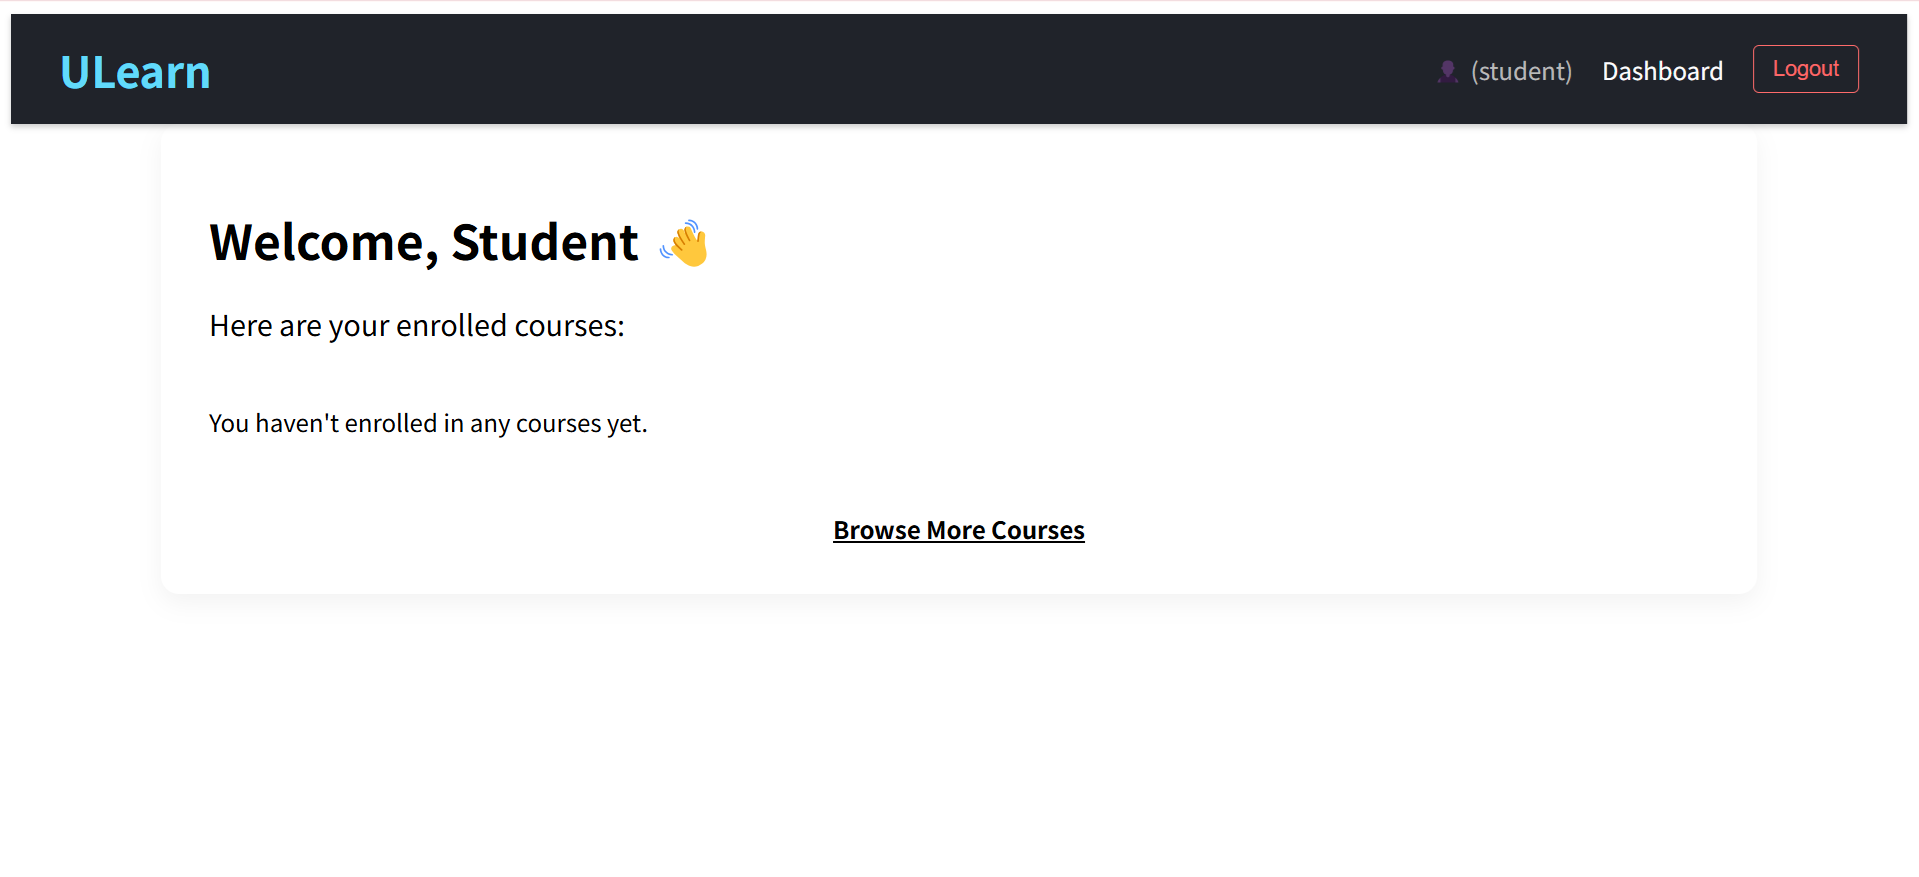 ULearn
(student) Dashboard Logout
Welcome, Student 👋
Here are your enrolled courses:
You haven't enrolled in any courses yet.
Browse More Courses